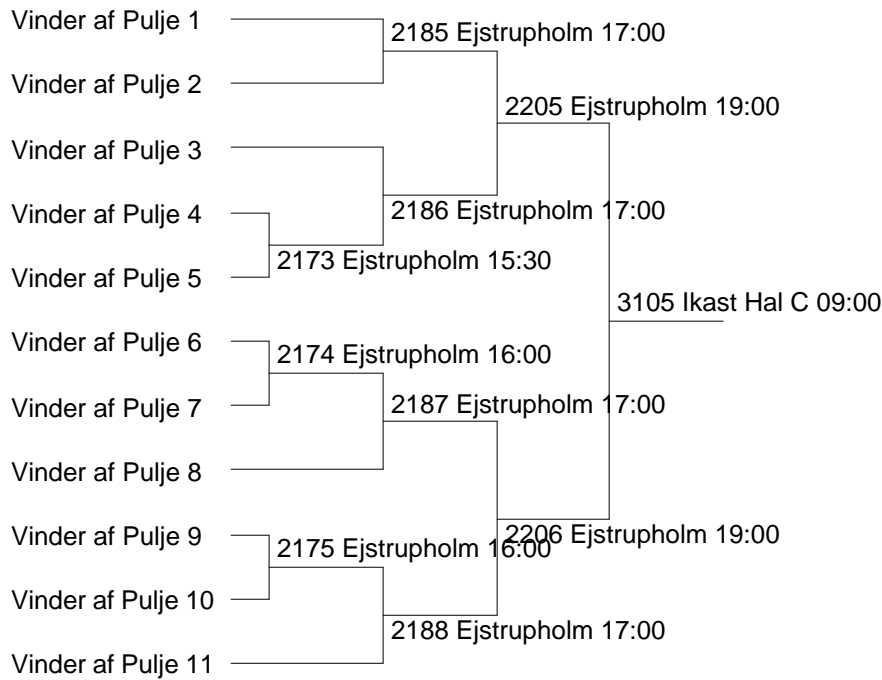 Vinder af Pulje 1
2185 Ejstrupholm 17:00
Vinder af Pulje 2
2205 Ejstrupholm 19:00
Vinder af Pulje 3
2186 Ejstrupholm 17:00
Vinder af Pulje 4
2173 Ejstrupholm 15:30
Vinder af Pulje 5
3105 Ikast Hal C 09:00
Vinder af Pulje 6
2174 Ejstrupholm 16:00
Vinder af Pulje 7
2187 Ejstrupholm 17:00
Vinder af Pulje 8
Vinder af Pulje 9
2206 Ejstrupholm 19:00
2175 Ejstrupholm 16:00
Vinder af Pulje 10
2188 Ejstrupholm 17:00
Vinder af Pulje 11